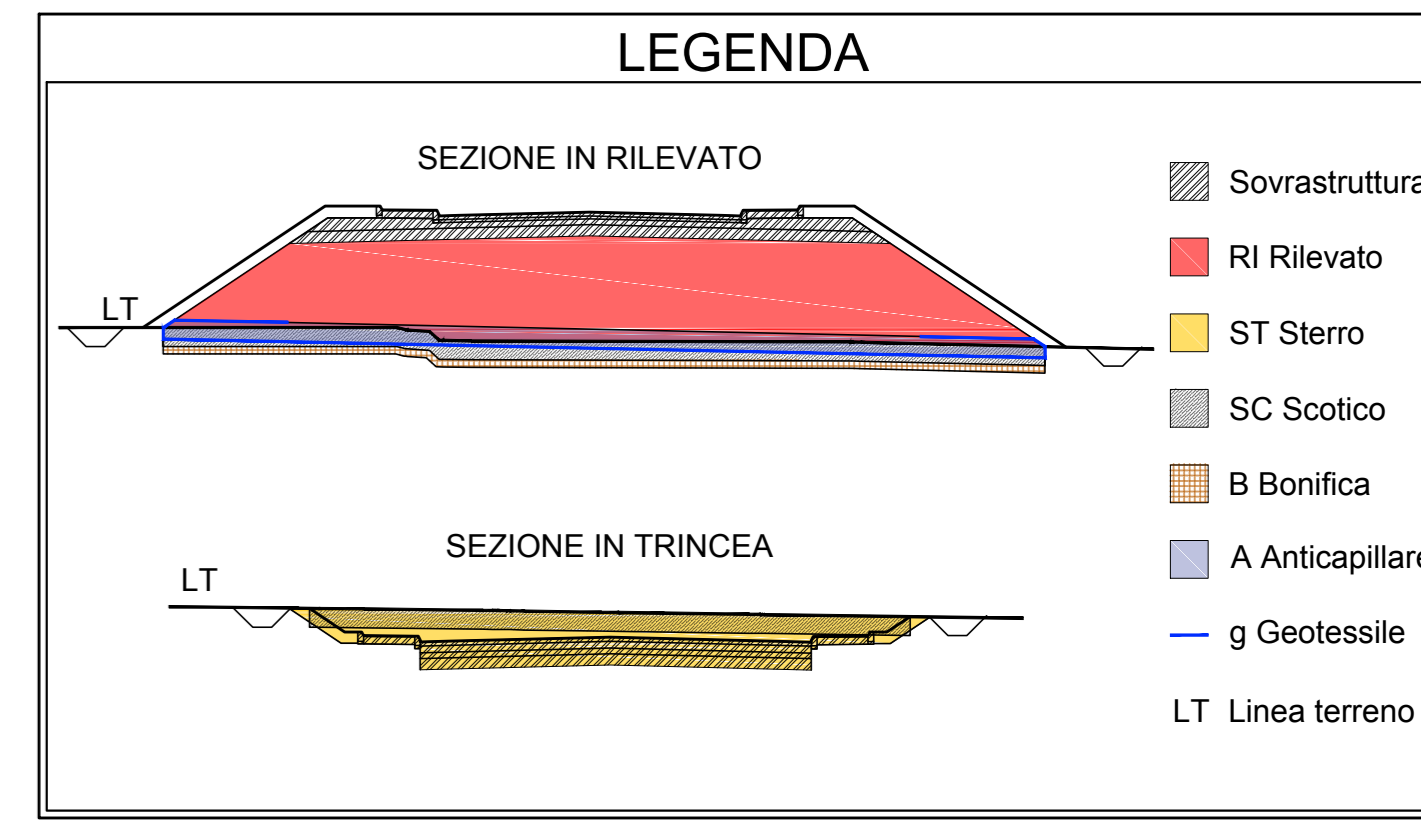 LEGENDA
SEZIONE IN RILEVATO
LT
SEZIONE IN TRINCEA
LT
Sovrastruttura
RI Rilevato
ST Sterro
SC Scotico
B Bonifica
A Anticapillare
g Geotessile
LT Linea terreno